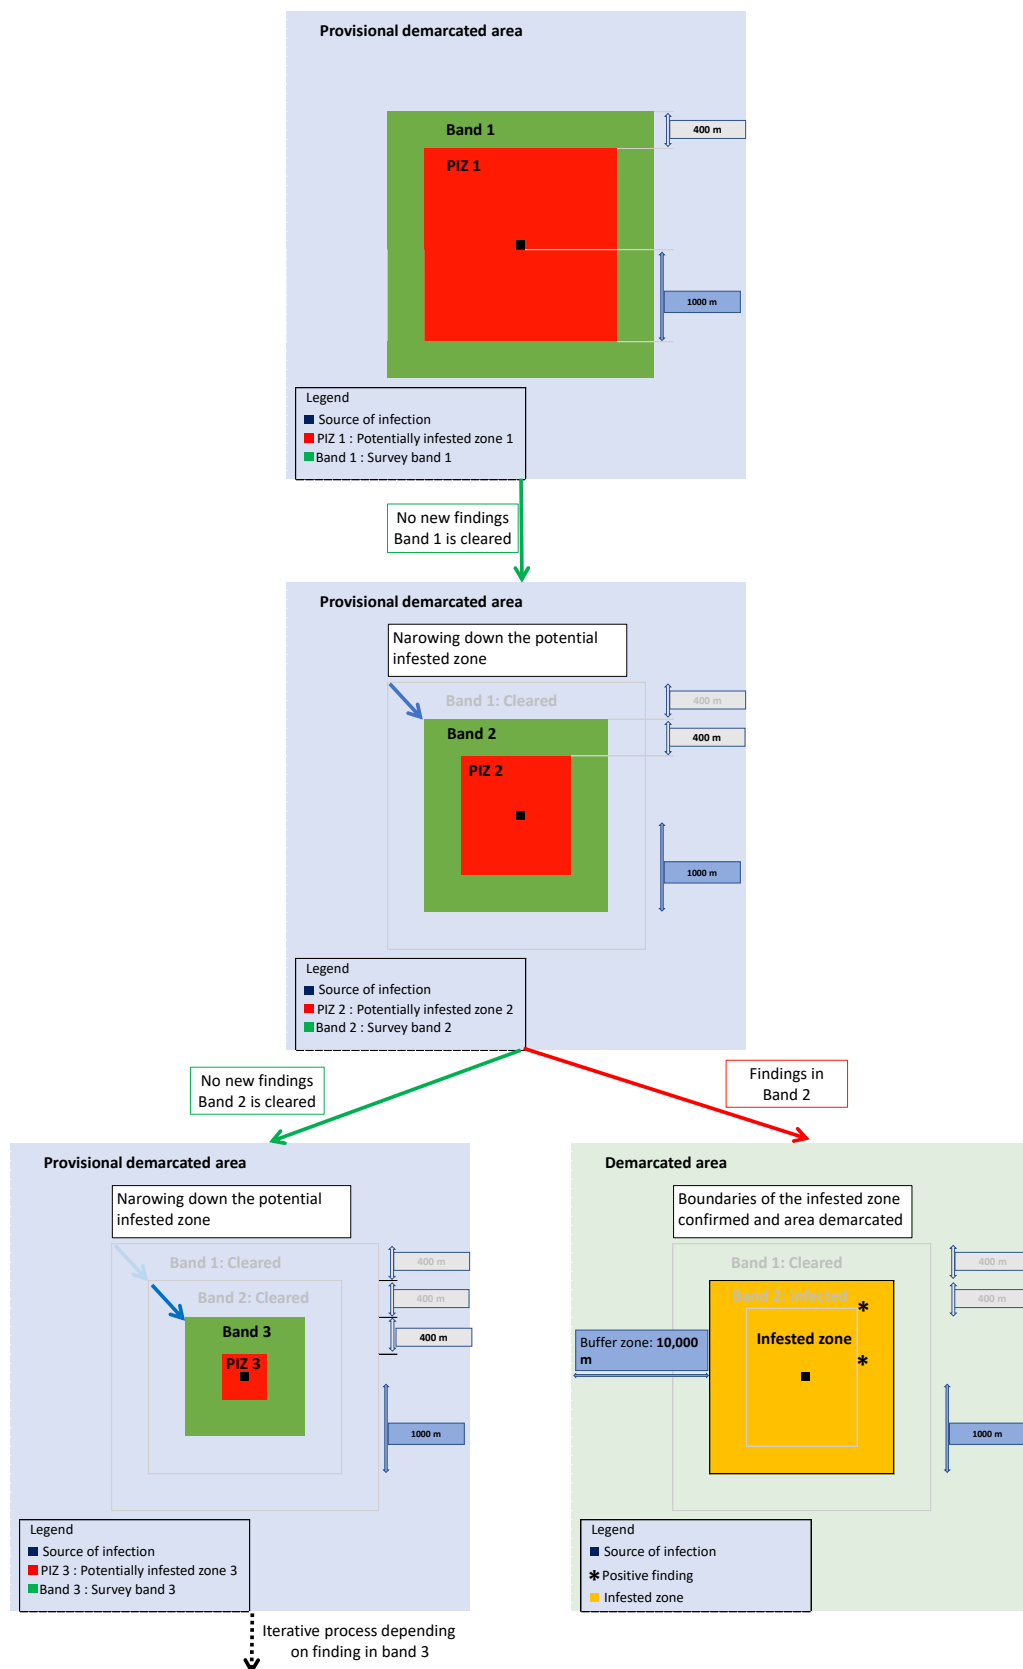 Provisional demarcated area
Band 1
400 m
PIZ 1
1000 m
Legend
Source of infection
PIZ 1 : Potentially infested zone 1
Band 1 : Survey band 1
No new findings
Band 1 is cleared
Provisional demarcated area
Narowing down the potential
infested zone
Band 1: Cleared
400 m
Band 2
400 m
PIZ 2
1000 m
Legend
Source of infection
PIZ 2 : Potentially infested zone 2
Band 2 : Survey band 2
No new findings
Band 2 is cleared
Findings in
Band 2
Provisional demarcated area
Narowing down the potential
infested zone
Band 1: Cleared
400 m
Band 2: Cleared
400 m
Band 3
400 m
PIZ 3
1000 m
Legend
Source of infection
PIZ 3 : Potentially infested zone 3
Band 3 : Survey band 3
Iterative process depending
on finding in band 3
Demarcated area
Boundaries of the infested zone
confirmed and area demarcated
Band 1: Cleared
400 m
Band 2: infected
400 m
*
Infested zone
Buffer zone: 10,000
m
*
1000 m
Legend
Source of infection
* Positive finding
Infested zone